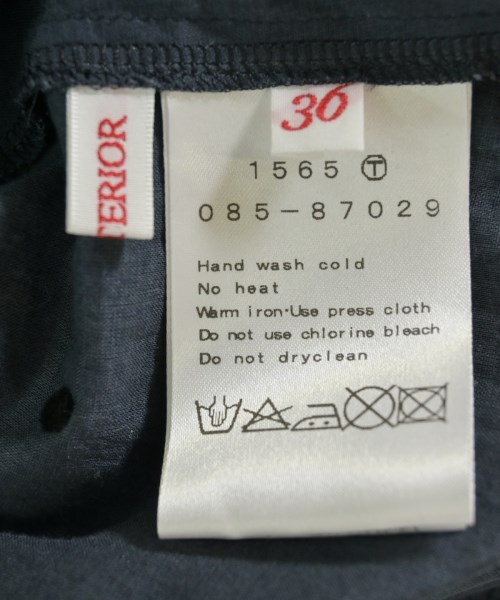 TERIOR
36
1565 Ⓣ
085-87029
Hand wash cold
No heat
Warm iron·Use press cloth
Do not use chlorine bleach
Do not dryclean